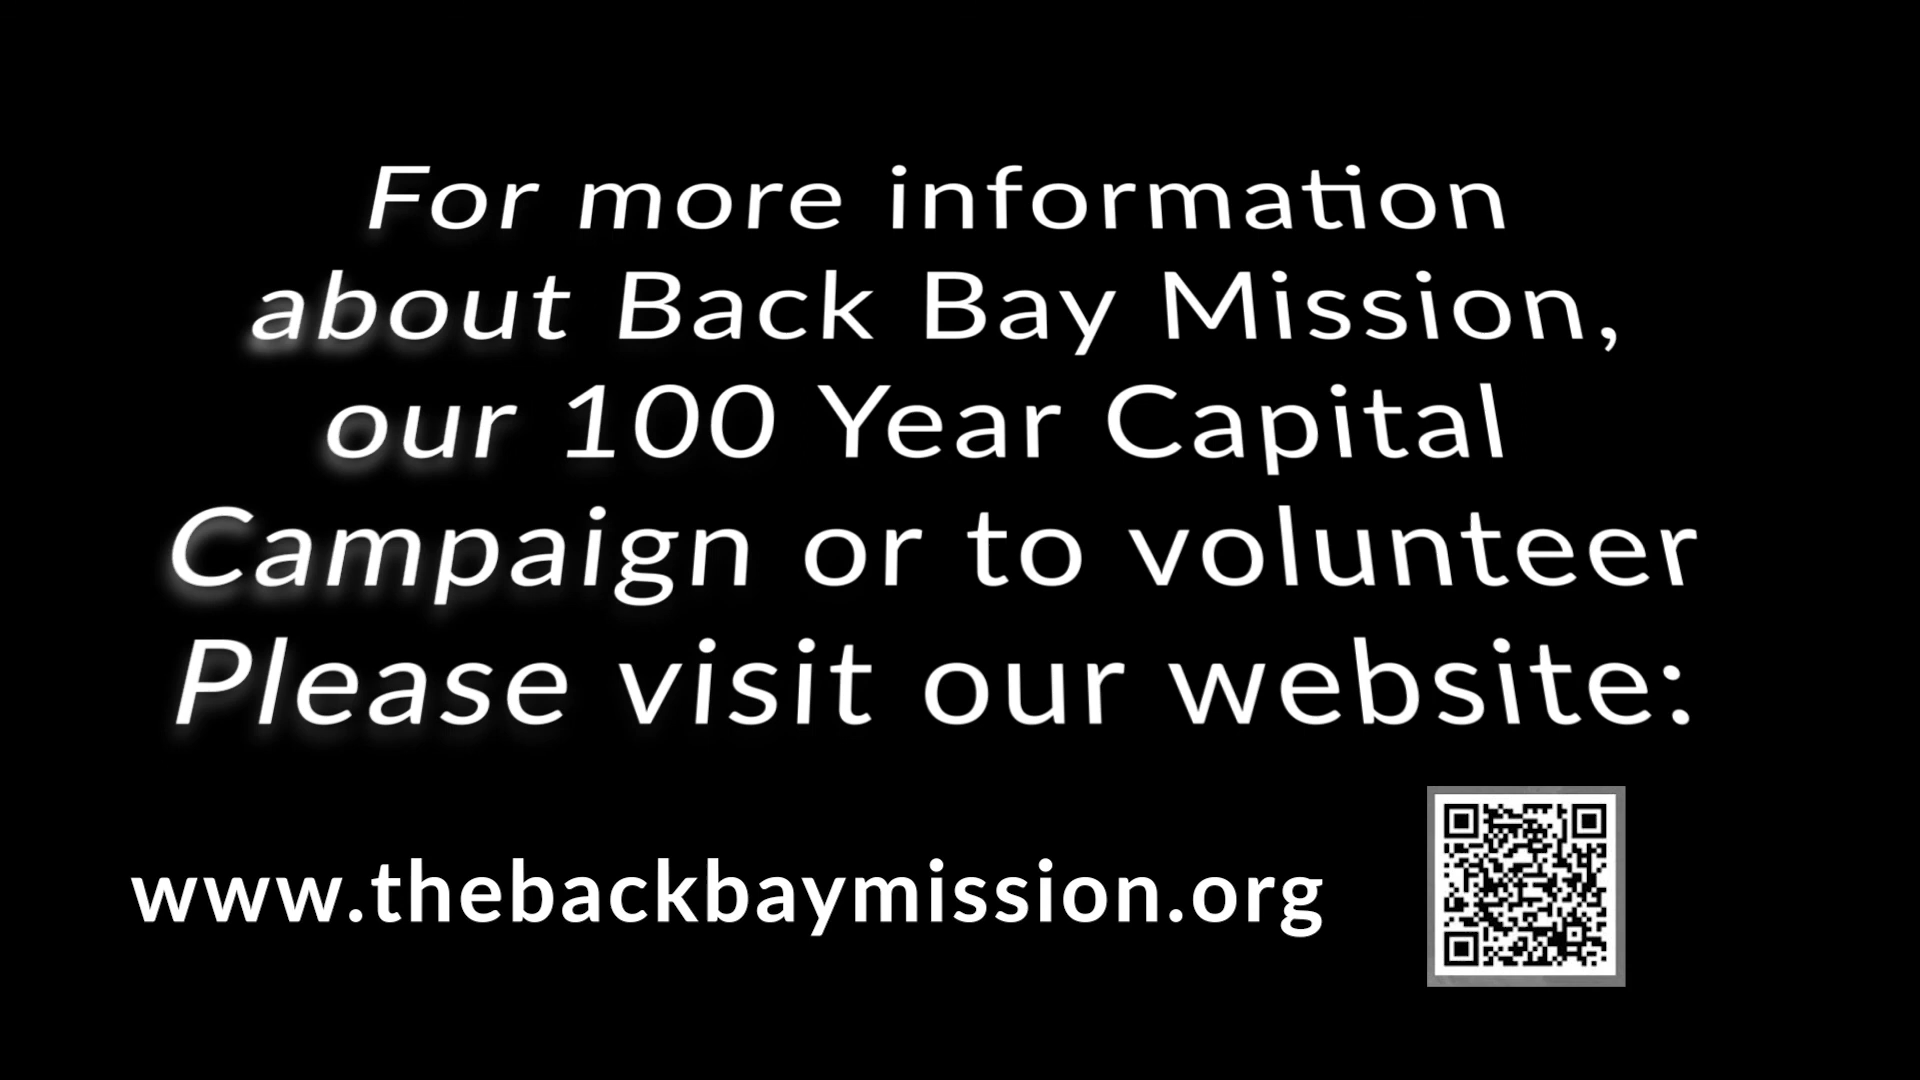 For more information
about Back Bay Mission,
our 100 Year Capital
Campaign or to volunteer
Please visit our website:
www.thebackbaymission.org